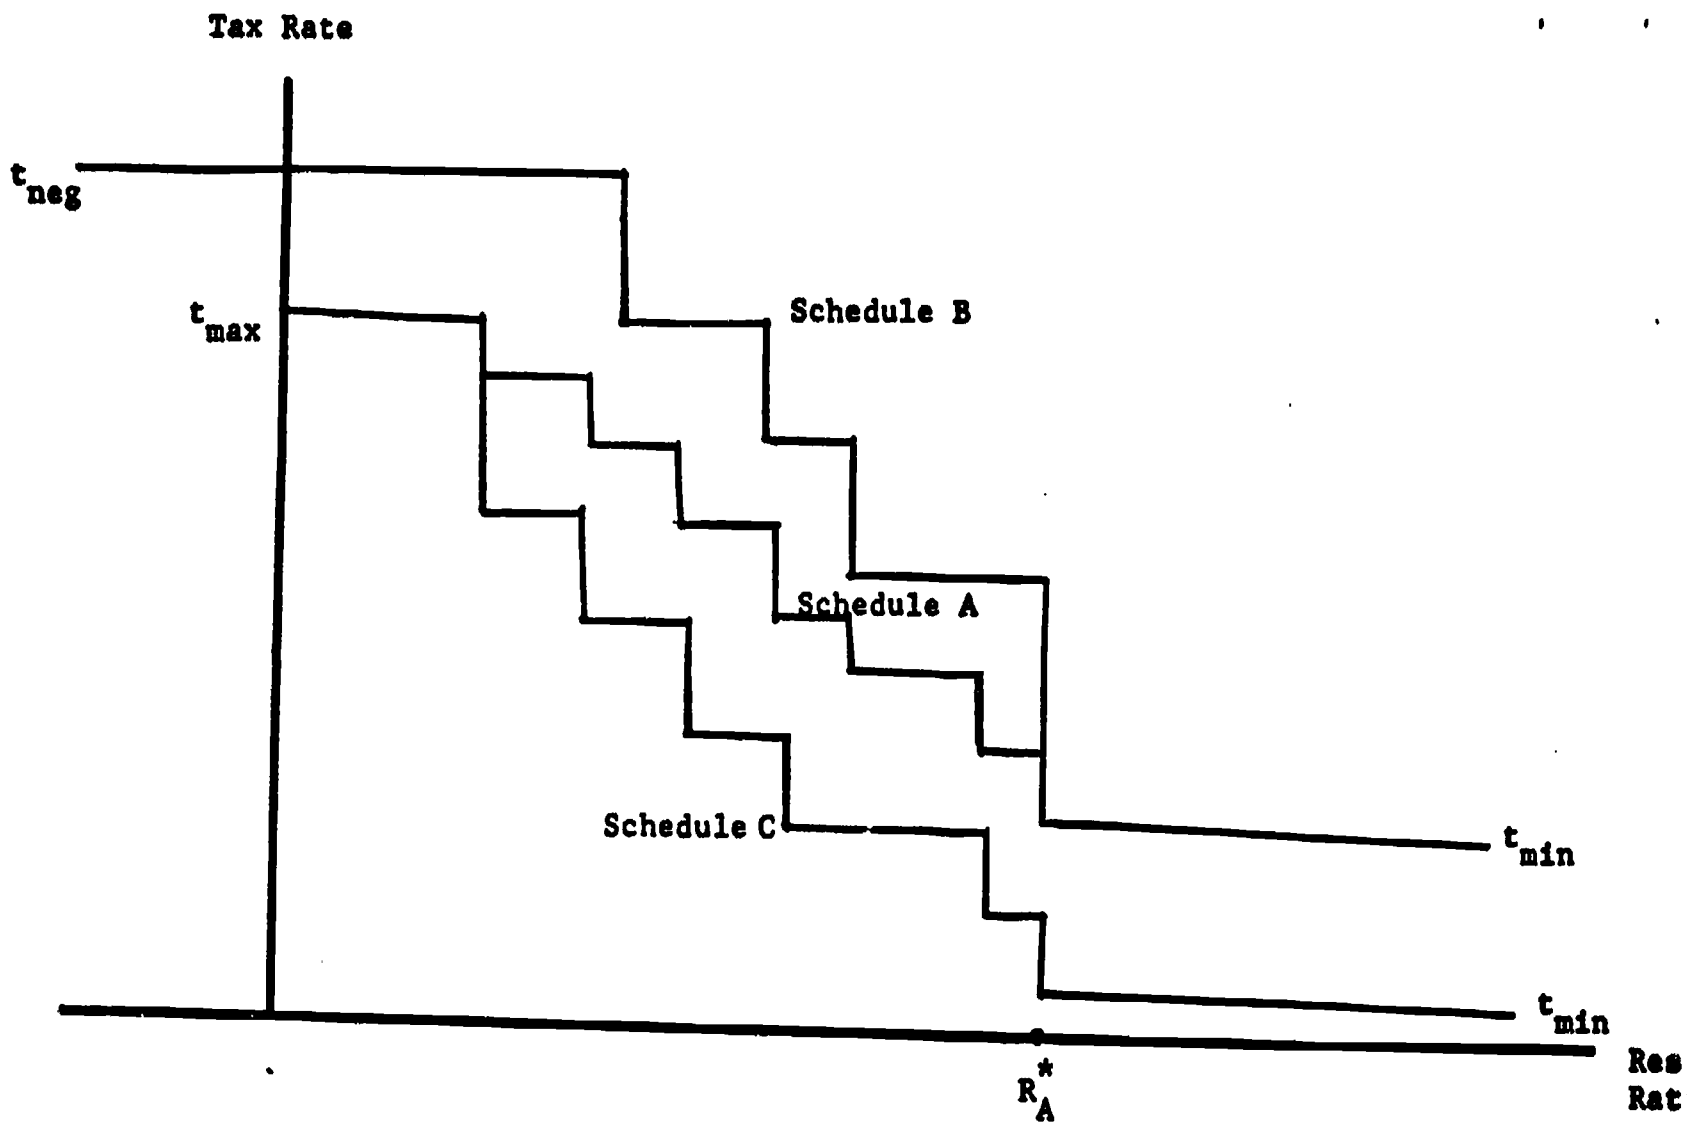 Tax Rate
t_neg
t_max
Schedule B
Schedule A
Schedule C
t_min
t_min
R*_A
Res
Rat